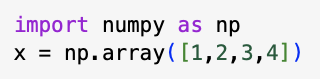 import numpy as np
x = np.array([1,2,3,4])